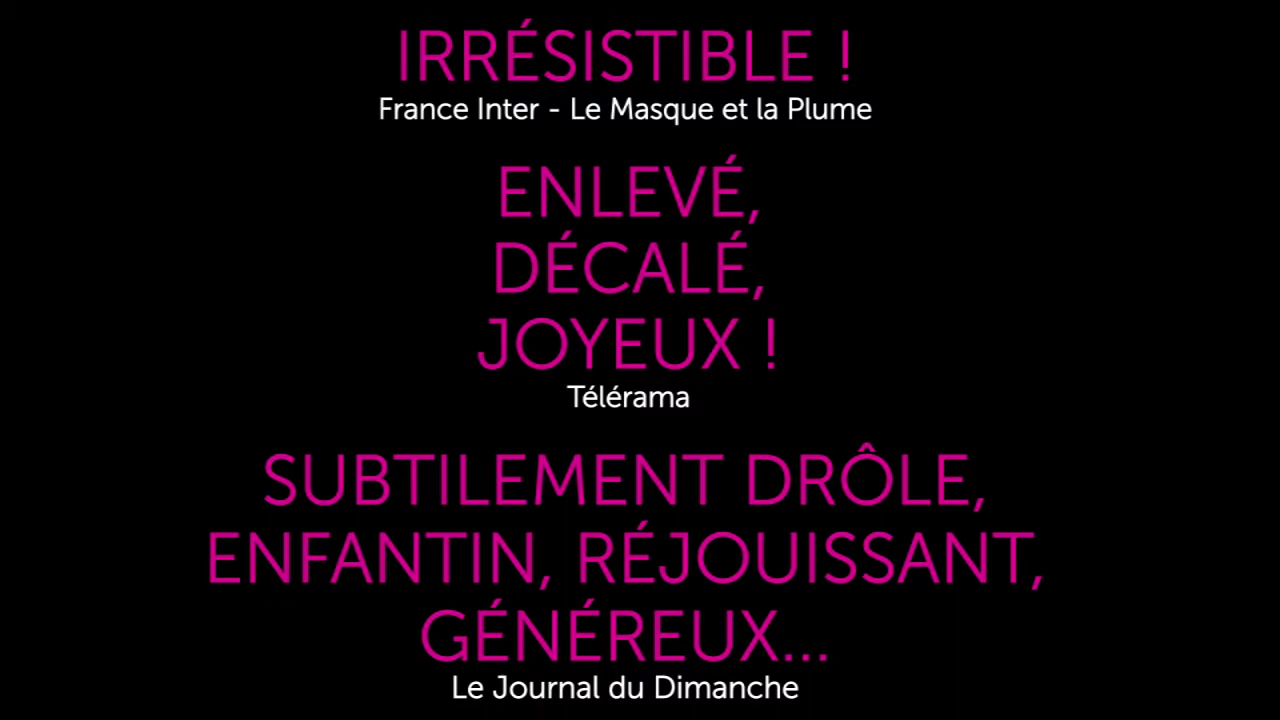 IRRÉSISTIBLE !
France Inter - Le Masque et la Plume
ENLEVÉ,
DÉCALÉ,
JOYEUX !
Télérama
SUBTILEMENT DRÔLE,
ENFANTIN, RÉJOUISSANT,
GÉNÉREUX...
Le Journal du Dimanche